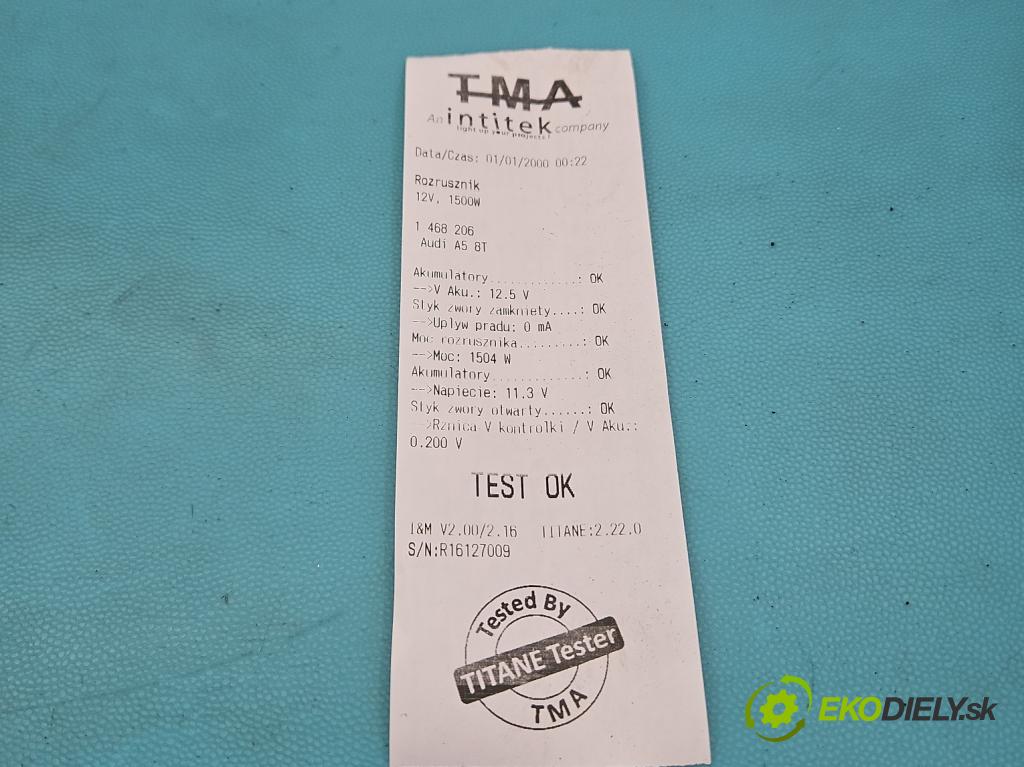 TMA
An intitek company
light up your projects!
Data/Czas: 01/01/2000 00:22
Rozrusznik
12V, 1500W
1 468 206
Audi A5 8T
Akumulatory............: OK
-->V Aku.: 12.5 V
Styk zwory zamkniety....: OK
-->Uplyw pradu: 0 mA
Moc rozrusznika.........: OK
-->Moc: 1504 W
Akumulatory.............: OK
-->Napiecie: 11.3 V
Styk zwory otwarty......: OK
-->Rznica V kontrolki / V Aku.:
0.200 V
TEST OK
I&M V2.00/2.16 TITANE:2.22.0
S/N:R16127009
Tested By
TITANE Tester
TMA
EKODIELY.sk